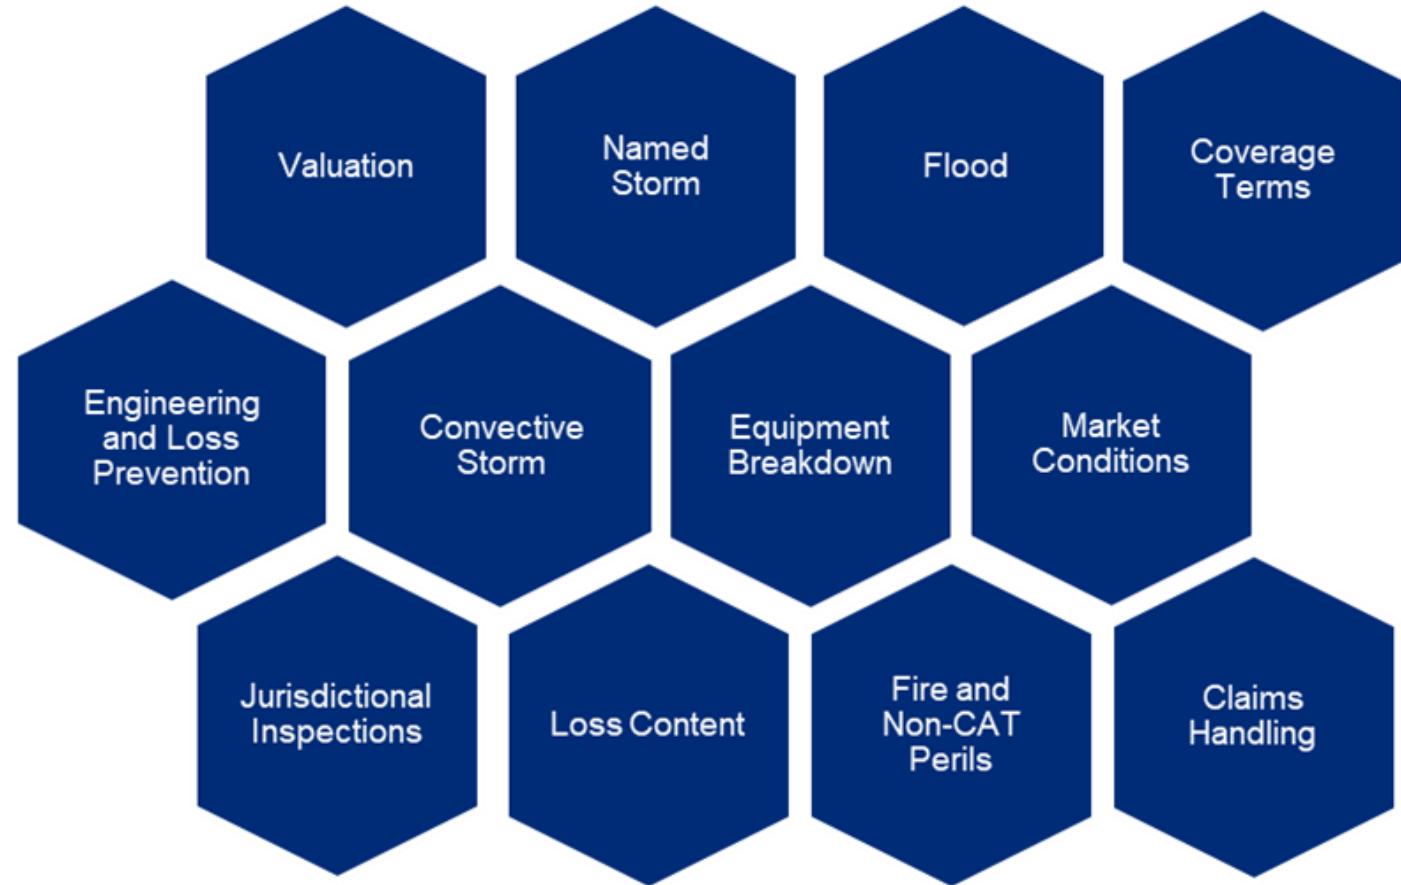 Valuation
Named
Storm
Flood
Coverage
Terms
Engineering
and Loss
Prevention
Convective
Storm
Equipment
Breakdown
Market
Conditions
Jurisdictional
Inspections
Loss Content
Fire and
Non-CAT
Perils
Claims
Handling